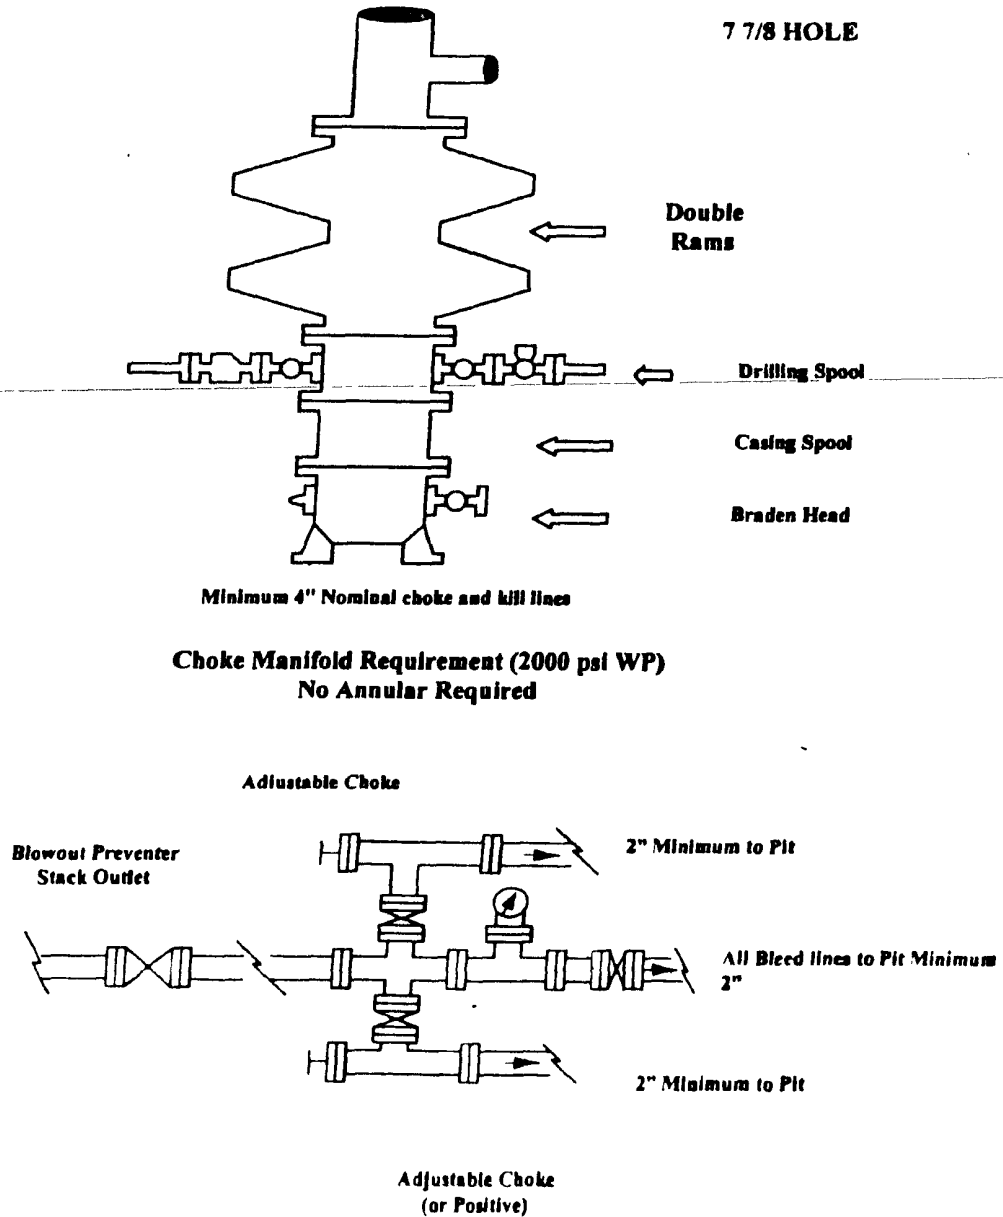 7 7/8 HOLE
Double
Rams
Drilling Spool
Casing Spool
Braden Head
Minimum 4" Nominal choke and kill lines
Choke Manifold Requirement (2000 psi WP)
No Annular Required
Adjustable Choke
Blowout Preventer
Stack Outlet
2" Minimum to Pit
All Bleed lines to Pit Minimum
2"
2" Minimum to Pit
Adjustable Choke
(or Positive)